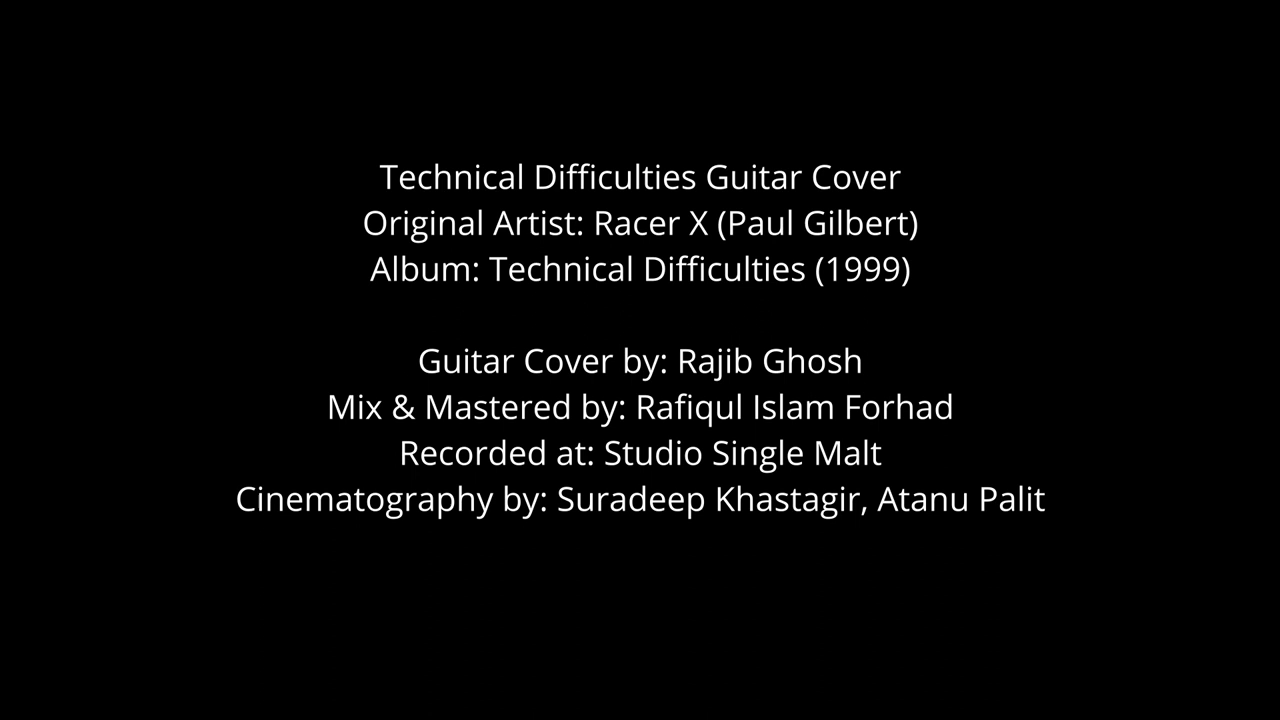 Technical Difficulties Guitar Cover
Original Artist: Racer X (Paul Gilbert)
Album: Technical Difficulties (1999)
Guitar Cover by: Rajib Ghosh
Mix & Mastered by: Rafiqul Islam Forhad
Recorded at: Studio Single Malt
Cinematography by: Suradeep Khastagir, Atanu Palit